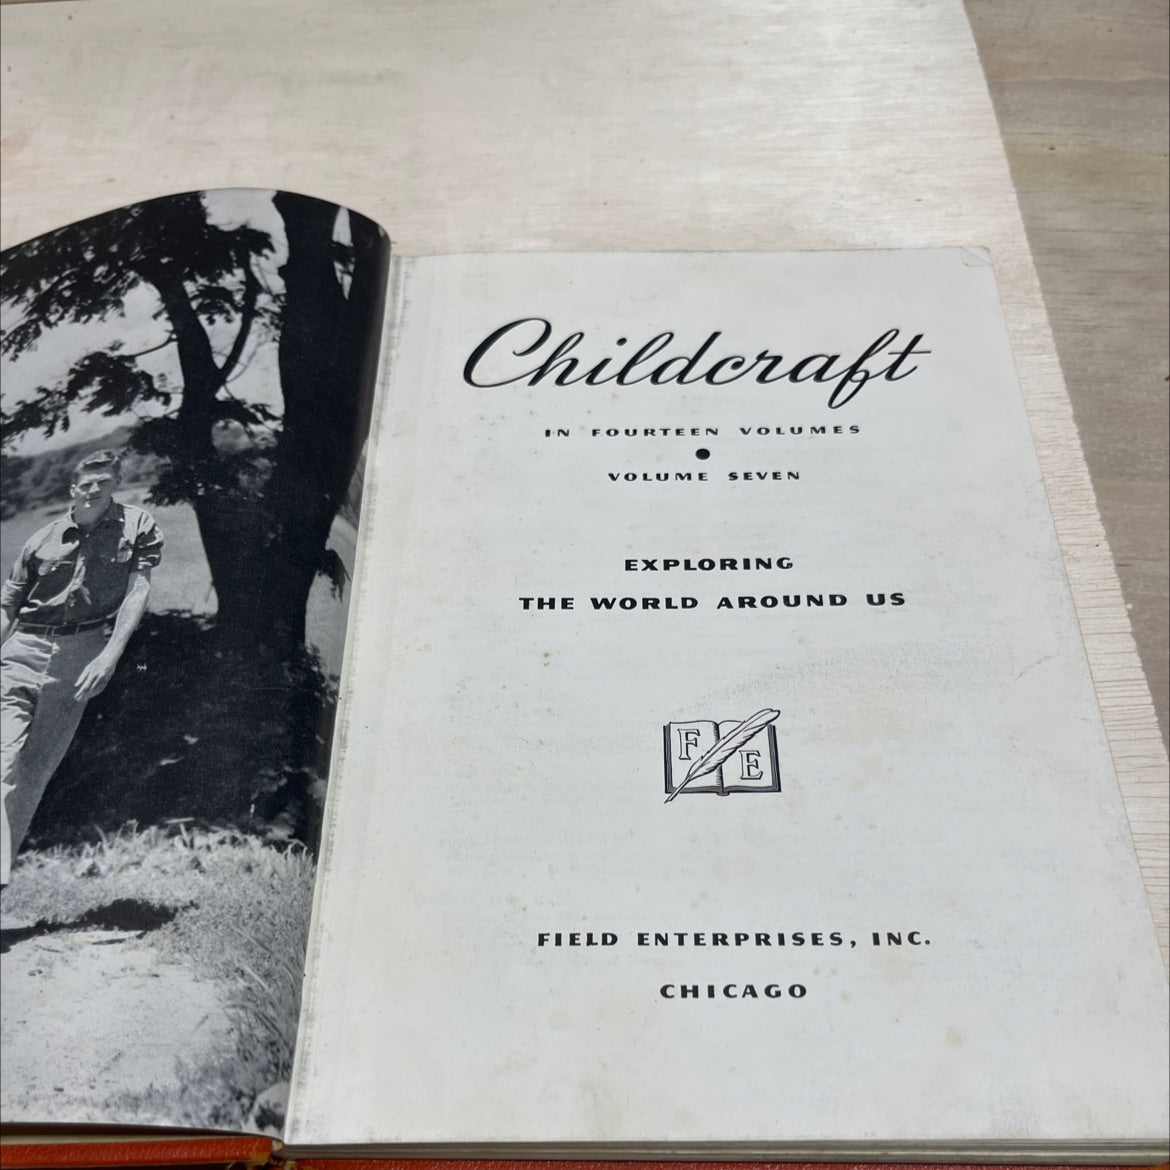 Childcraft
IN FOURTEEN VOLUMES
VOLUME SEVEN
EXPLORING
THE WORLD AROUND US
F E
FIELD ENTERPRISES, INC.
CHICAGO